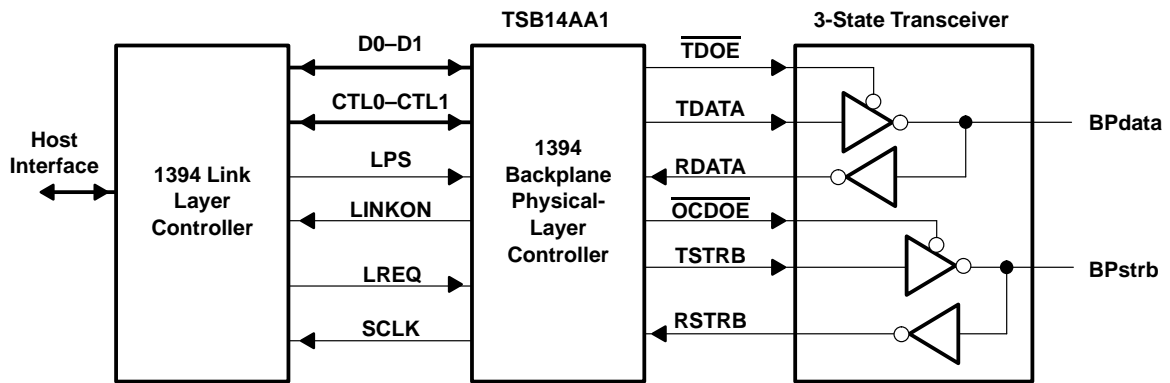 TSB14AA1
3-State Transceiver
D0–D1
TDOE
CTL0–CTL1
TDATA
BPdata
Host
Interface
1394 Link
Layer
Controller
LPS
1394
Backplane
Physical-
Layer
Controller
RDATA
LINKON
OCDOE
LREQ
TSTRB
BPstrb
SCLK
RSTRB